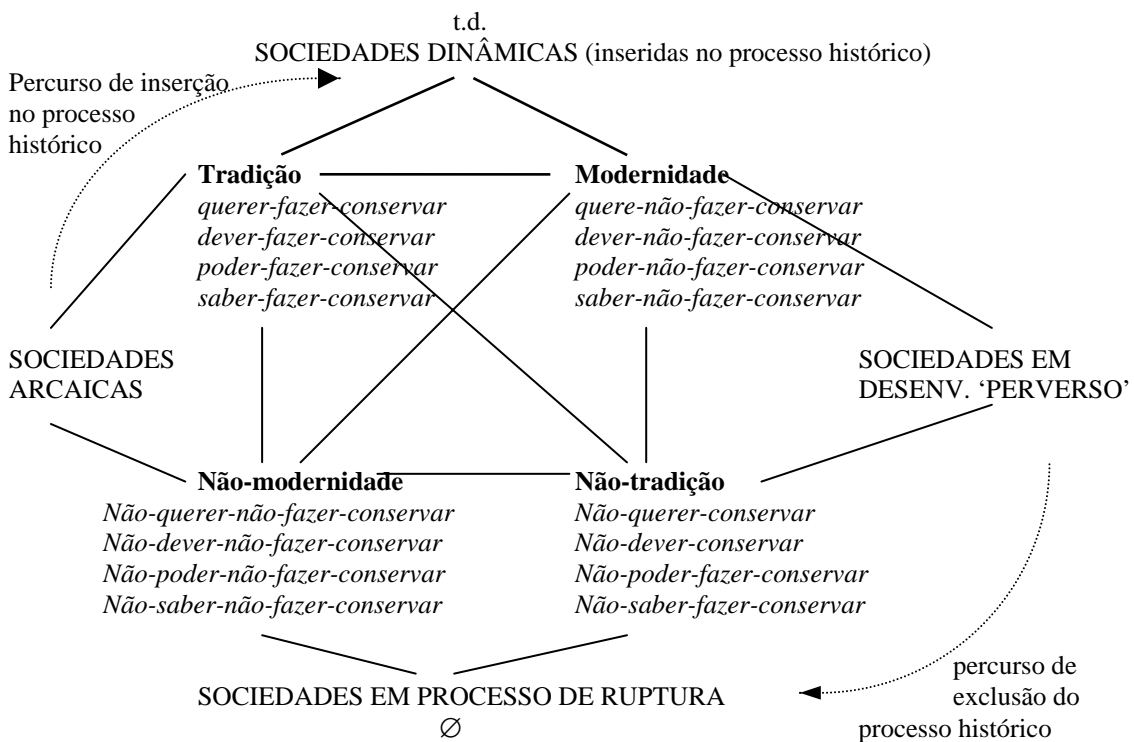 t.d.
SOCIEDADES DINÂMICAS (inseridas no processo histórico)
Percurso de inserção
no processo
histórico
Tradição
querer-fazer-conservar
dever-fazer-conservar
poder-fazer-conservar
saber-fazer-conservar
Modernidade
quere-não-fazer-conservar
dever-não-fazer-conservar
poder-não-fazer-conservar
saber-não-fazer-conservar
SOCIEDADES
ARCAICAS
SOCIEDADES EM
DESENV. ‘PERVERSO’
Não-modernidade
Não-querer-não-fazer-conservar
Não-dever-não-fazer-conservar
Não-poder-não-fazer-conservar
Não-saber-não-fazer-conservar
Não-tradição
Não-querer-conservar
Não-dever-conservar
Não-poder-fazer-conservar
Não-saber-fazer-conservar
SOCIEDADES EM PROCESSO DE RUPTURA
∅
percurso de
exclusão do
processo histórico